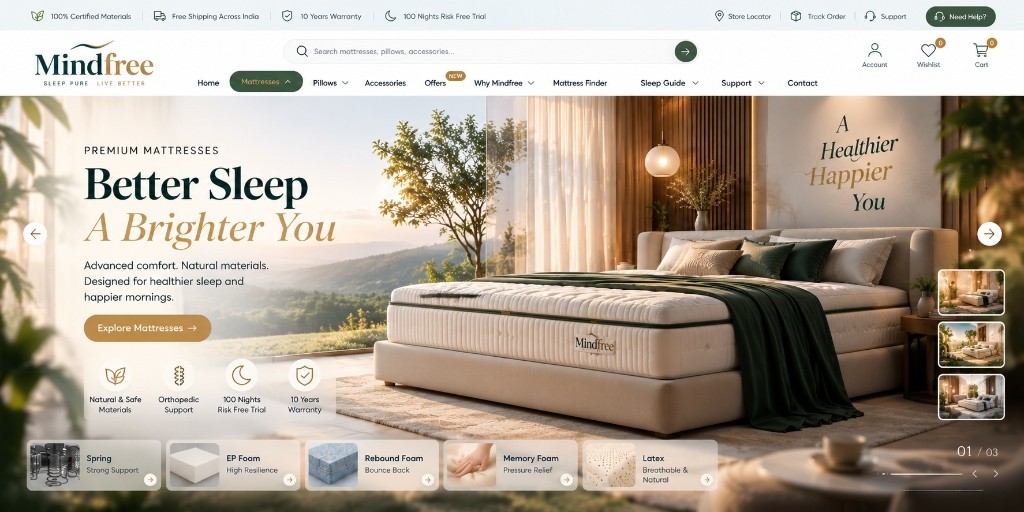 100% Certified Materials
Free Shipping Across India
10 Years Warranty
100 Nights Risk Free Trial
Store Locator
Track Order
Support
Need Help?
Mindfree
SLEEP PURE LIVE BETTER
Search mattresses, pillows, accessories...
Account
0
Wishlist
0
Cart
Home
Mattresses
Pillows
Accessories
Offers
NEW
Why Mindfree
Mattress Finder
Sleep Guide
Support
Contact
PREMIUM MATTRESSES
Better Sleep
A Brighter You
Advanced comfort. Natural materials.
Designed for healthier sleep and
happier mornings.
Explore Mattresses
Natural & Safe
Materials
Orthopedic
Support
100 Nights
Risk Free Trial
10 Years
Warranty
A
Healthier
Happier
You
Mindfree
Spring
Strong Support
EP Foam
High Resilience
Rebound Foam
Bounce Back
Memory Foam
Pressure Relief
Latex
Breathable &
Natural
01 / 03